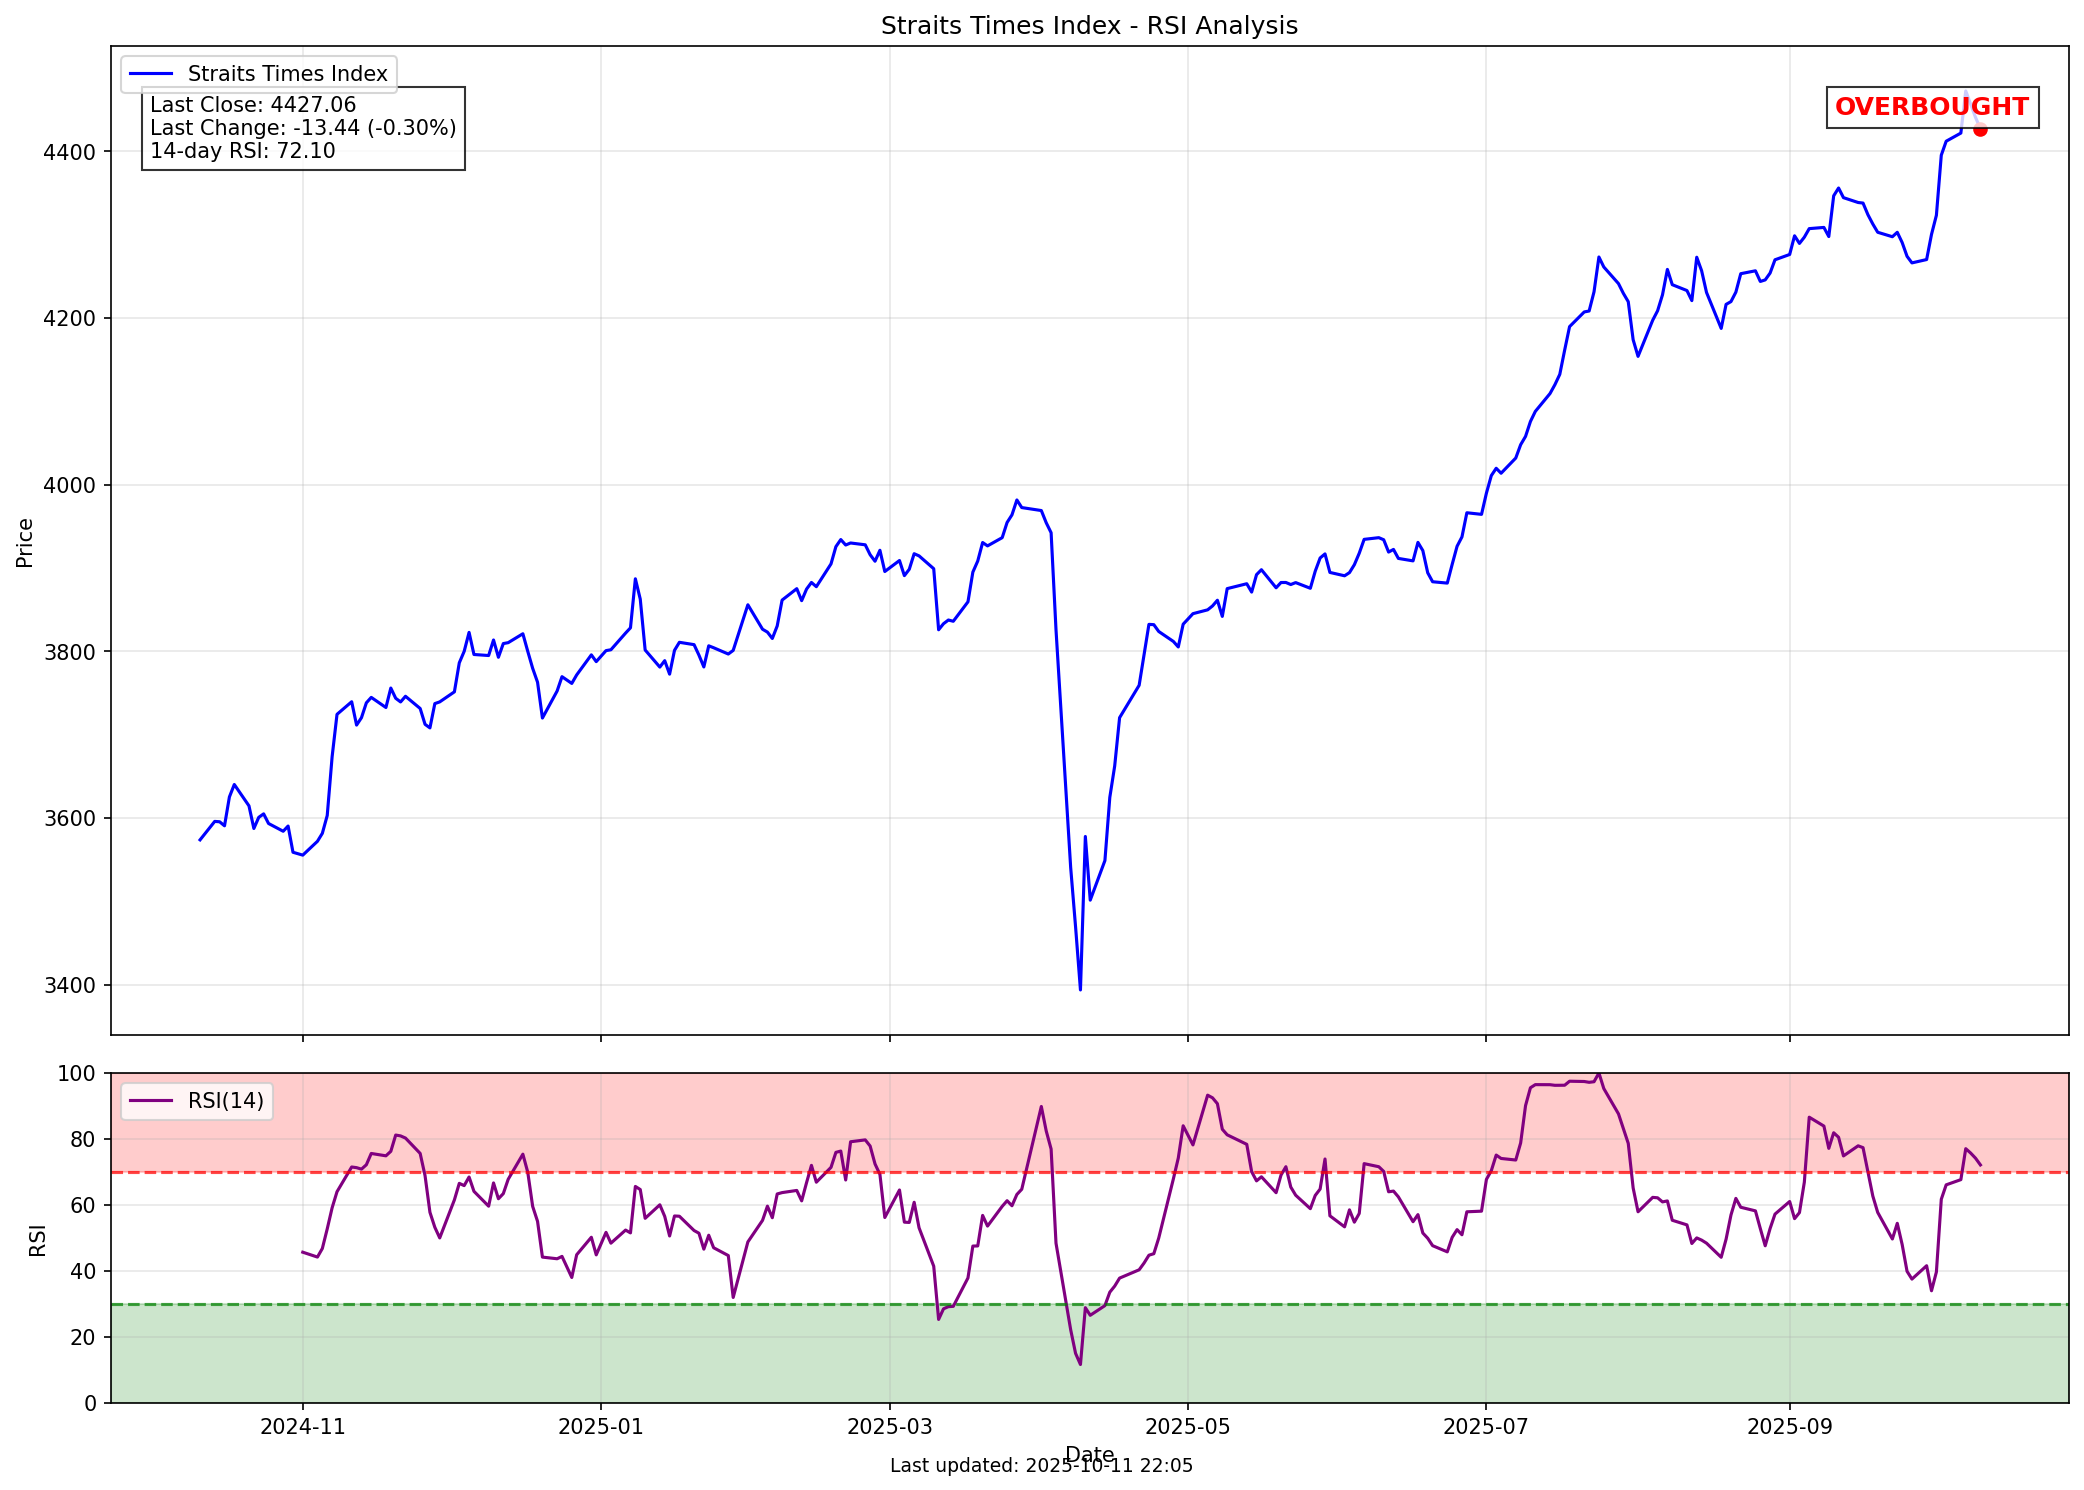 Straits Times Index - RSI Analysis
Straits Times Index
Last Close: 4427.06
Last Change: -13.44 (-0.30%)
14-day RSI: 72.10
OVERBOUGHT
Price
4400
4200
4000
3800
3600
3400
RSI(14)
RSI
100
80
60
40
20
0
2024-11 2025-01 2025-03 2025-05 2025-07 2025-09
Date
Last updated: 2025-10-11 22:05